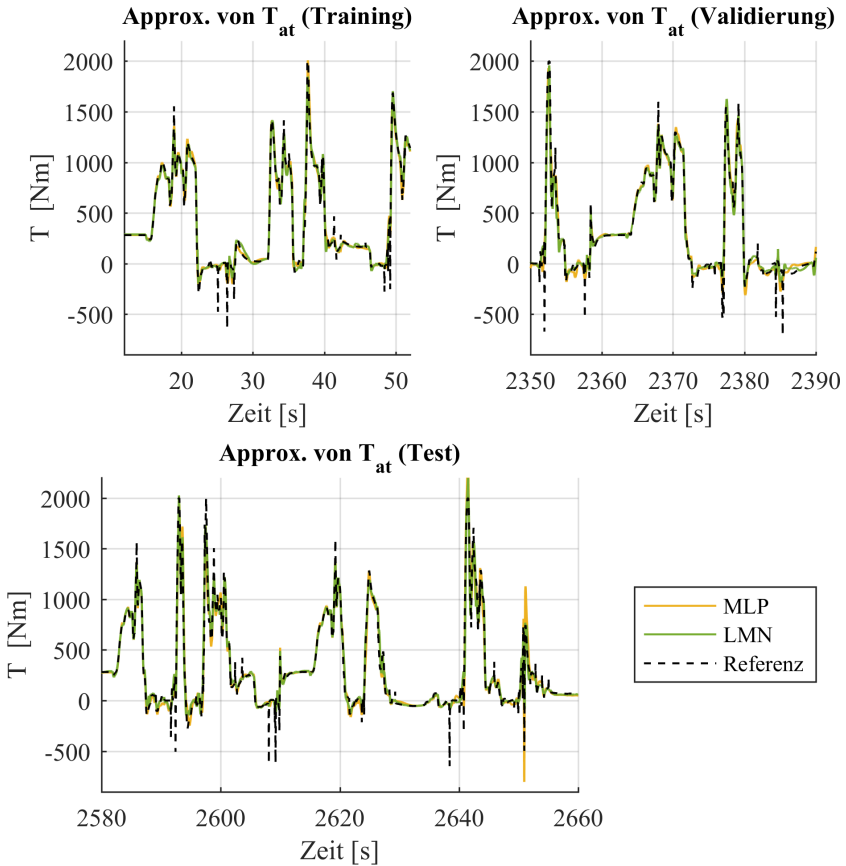 Approx. von T_at (Training)
2000
1500
1000
500
0
-500
T [Nm]
20 30 40 50
Zeit [s]
Approx. von T_at (Validierung)
2000
1500
1000
500
0
-500
T [Nm]
2350 2360 2370 2380 2390
Zeit [s]
Approx. von T_at (Test)
2000
1500
1000
500
0
-500
T [Nm]
2580 2600 2620 2640 2660
Zeit [s]
MLP
LMN
Referenz